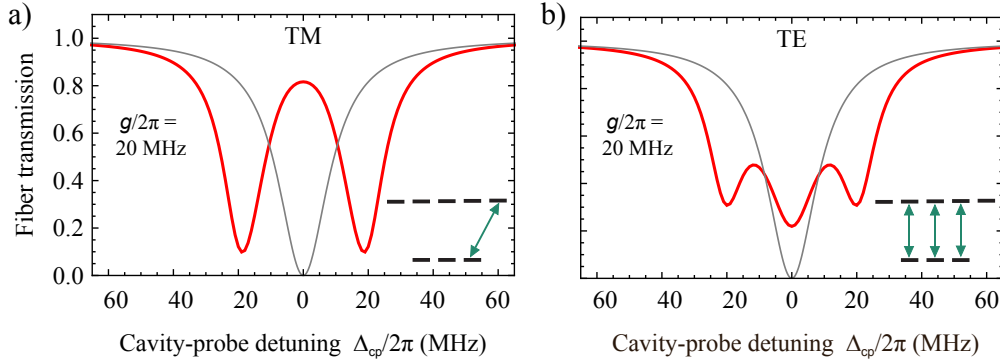 a)
TM
1.0
0.8
0.6
0.4
0.2
0.0
Fiber transmission
g/2π =
20 MHz
60 40 20 0 20 40 60
Cavity-probe detuning Δcp/2π (MHz)
b)
TE
g/2π =
20 MHz
60 40 20 0 20 40 60
Cavity-probe detuning Δcp/2π (MHz)